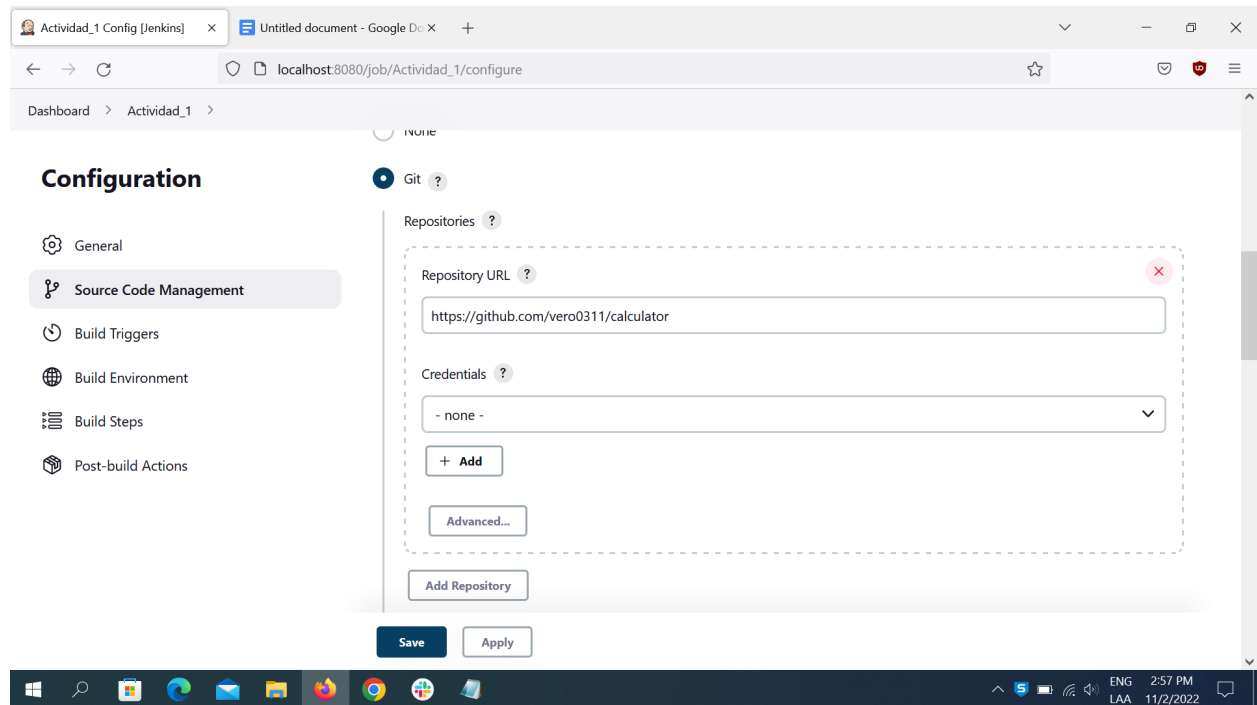 Actividad_1 Config [Jenkins]
Untitled document - Google Do
localhost:8080/job/Actividad_1/configure
Dashboard > Actividad_1 >
None
Configuration
Git ?
Repositories ?
General
Repository URL ?
Source Code Management
https://github.com/vero0311/calculator
Build Triggers
Credentials ?
Build Environment
- none -
Build Steps
+ Add
Post-build Actions
Advanced...
Add Repository
Save
Apply
ENG
2:57 PM
LAA
11/2/2022